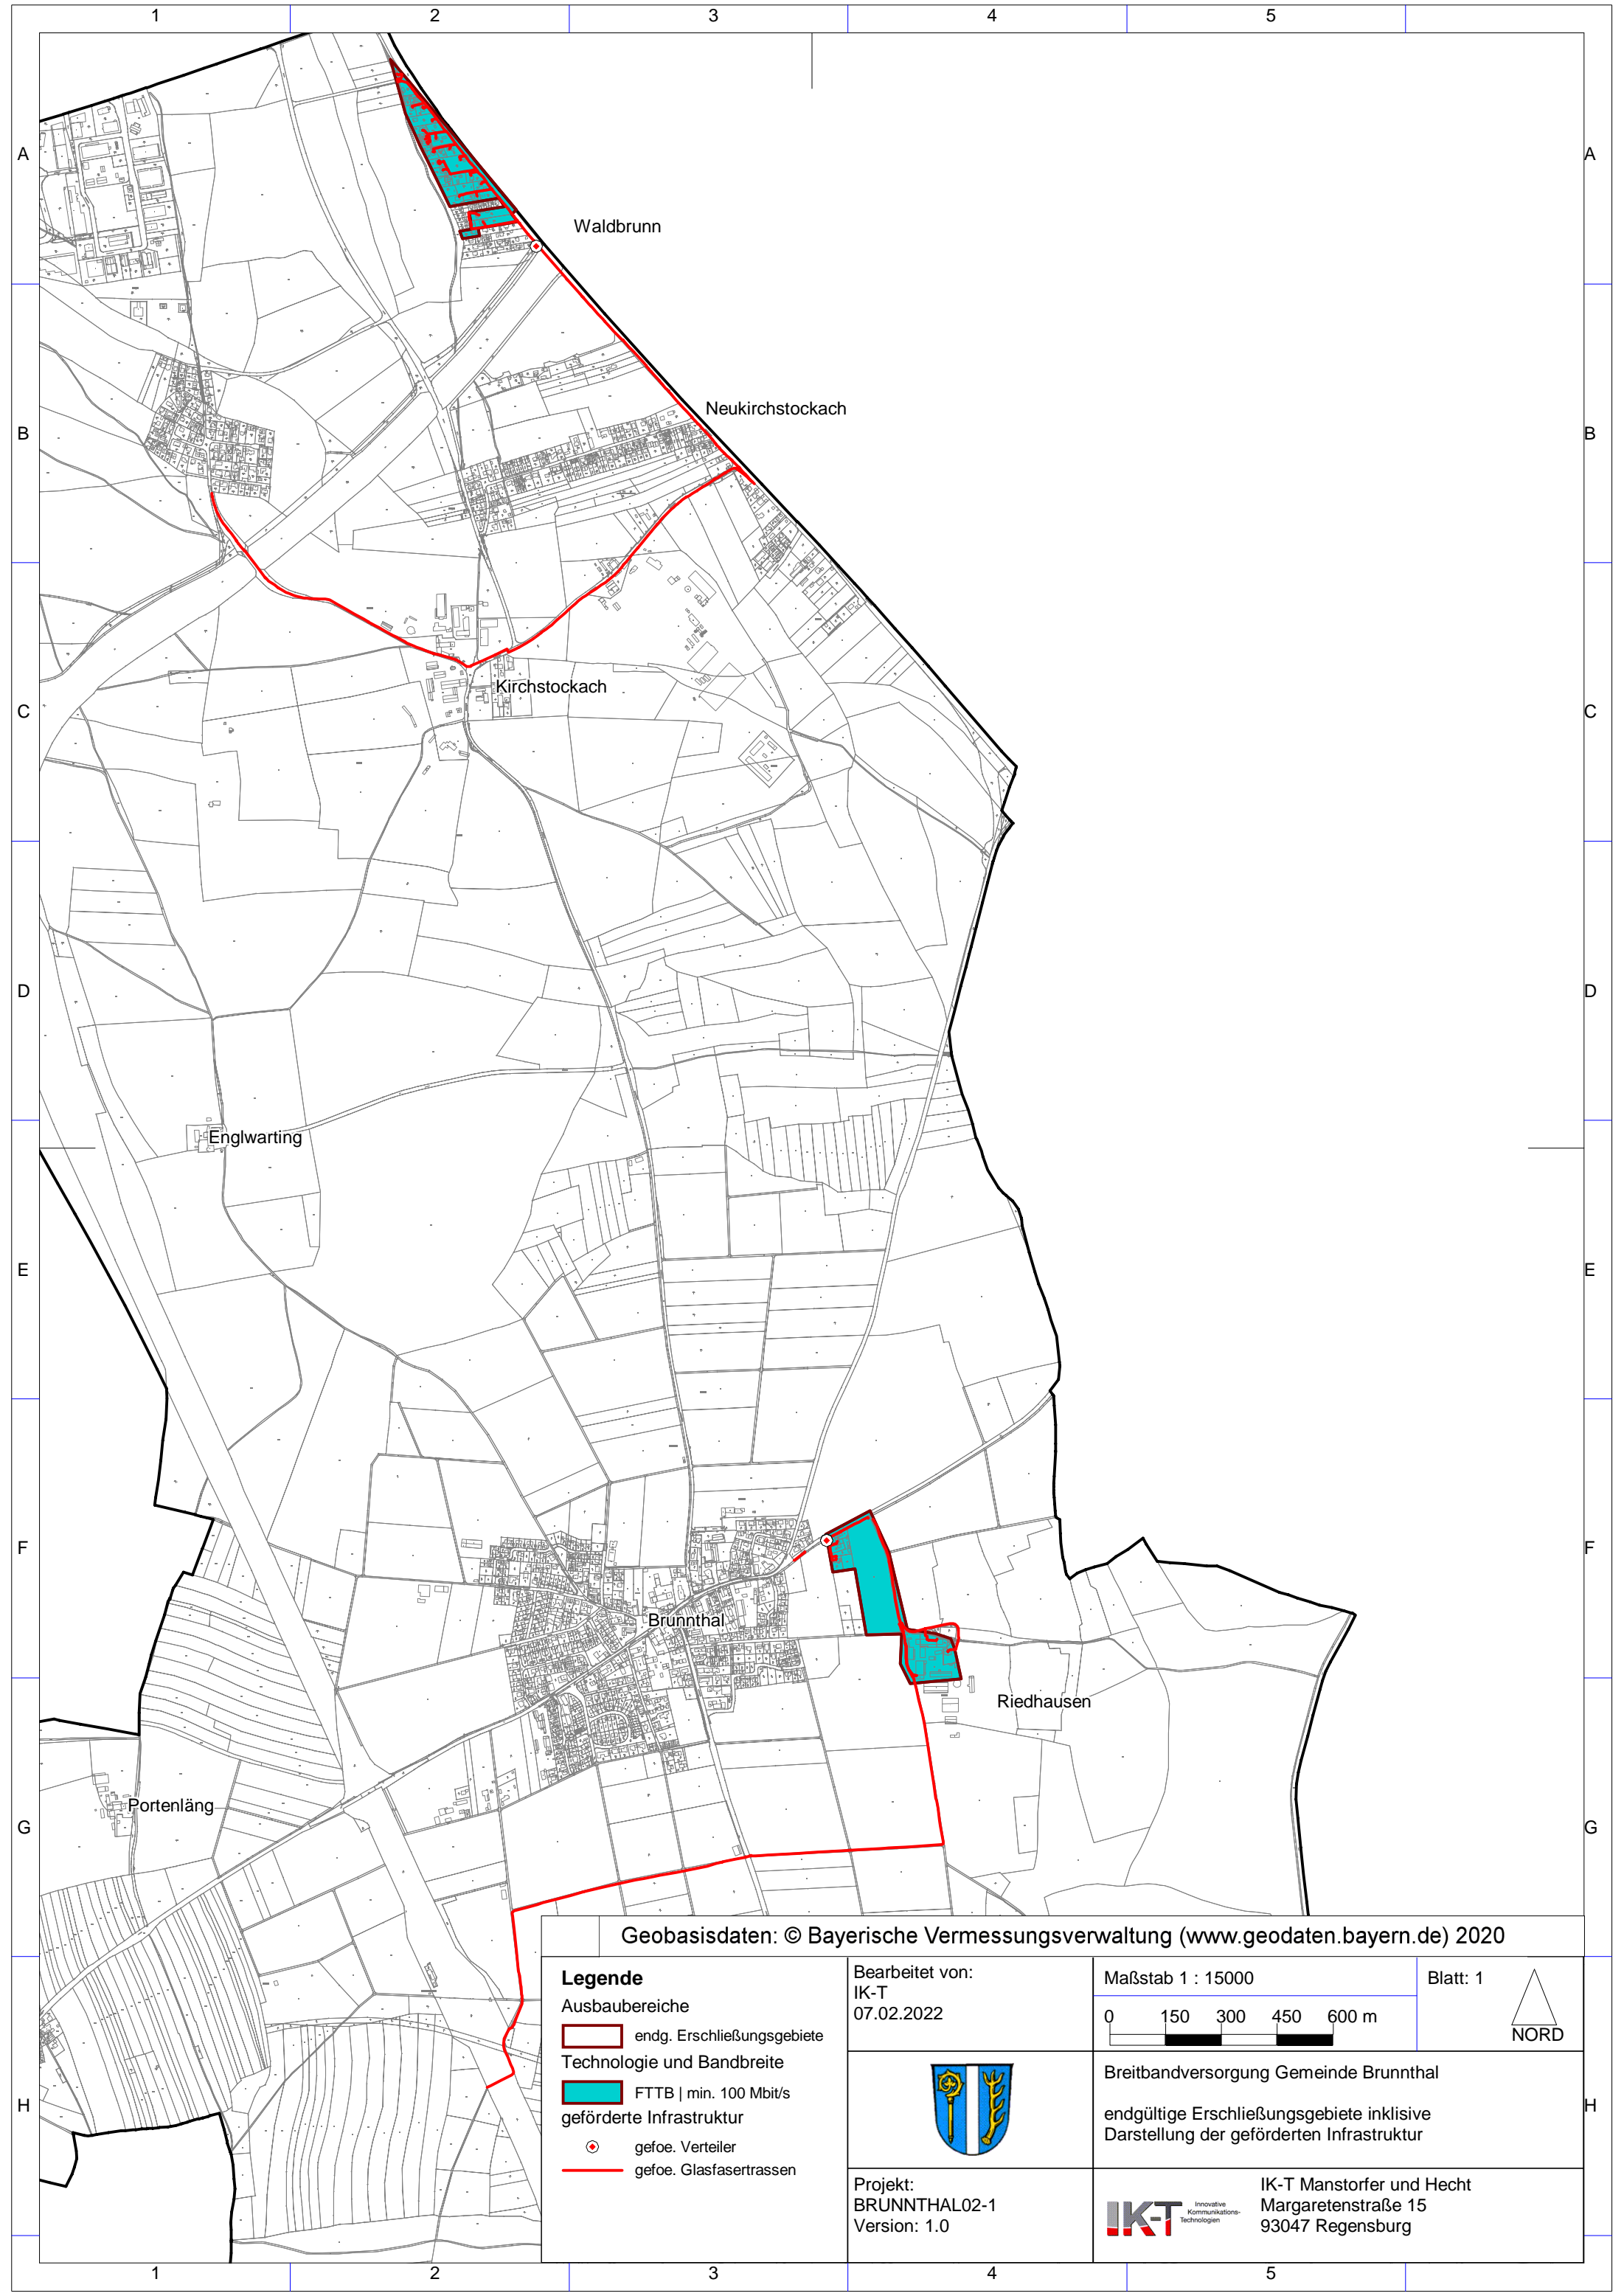 1 2 3 4 5
A A
Waldbrunn
Neukirchstockach
B B
Kirchstockach
C C
D D
Englwarting
E E
F F
Brunnthal
Riedhausen
Portenläng
G G
Geobasisdaten: © Bayerische Vermessungsverwaltung (www.geodaten.bayern.de) 2020
Legende
Ausbaubereiche
endg. Erschließungsgebiete
Technologie und Bandbreite
FTTB | min. 100 Mbit/s
geförderte Infrastruktur
gefoe. Verteiler
gefoe. Glasfasertrassen
Bearbeitet von:
IK-T
07.02.2022
Maßstab 1 : 15000
0 150 300 450 600 m
Blatt: 1
NORD
Breitbandversorgung Gemeinde Brunnthal
endgültige Erschließungsgebiete inklisive
Darstellung der geförderten Infrastruktur
H H
Projekt:
BRUNNTHAL02-1
Version: 1.0
IK-T
Innovative
Kommunikations-
Technologien
IK-T Manstorfer und Hecht
Margaretenstraße 15
93047 Regensburg
1 2 3 4 5